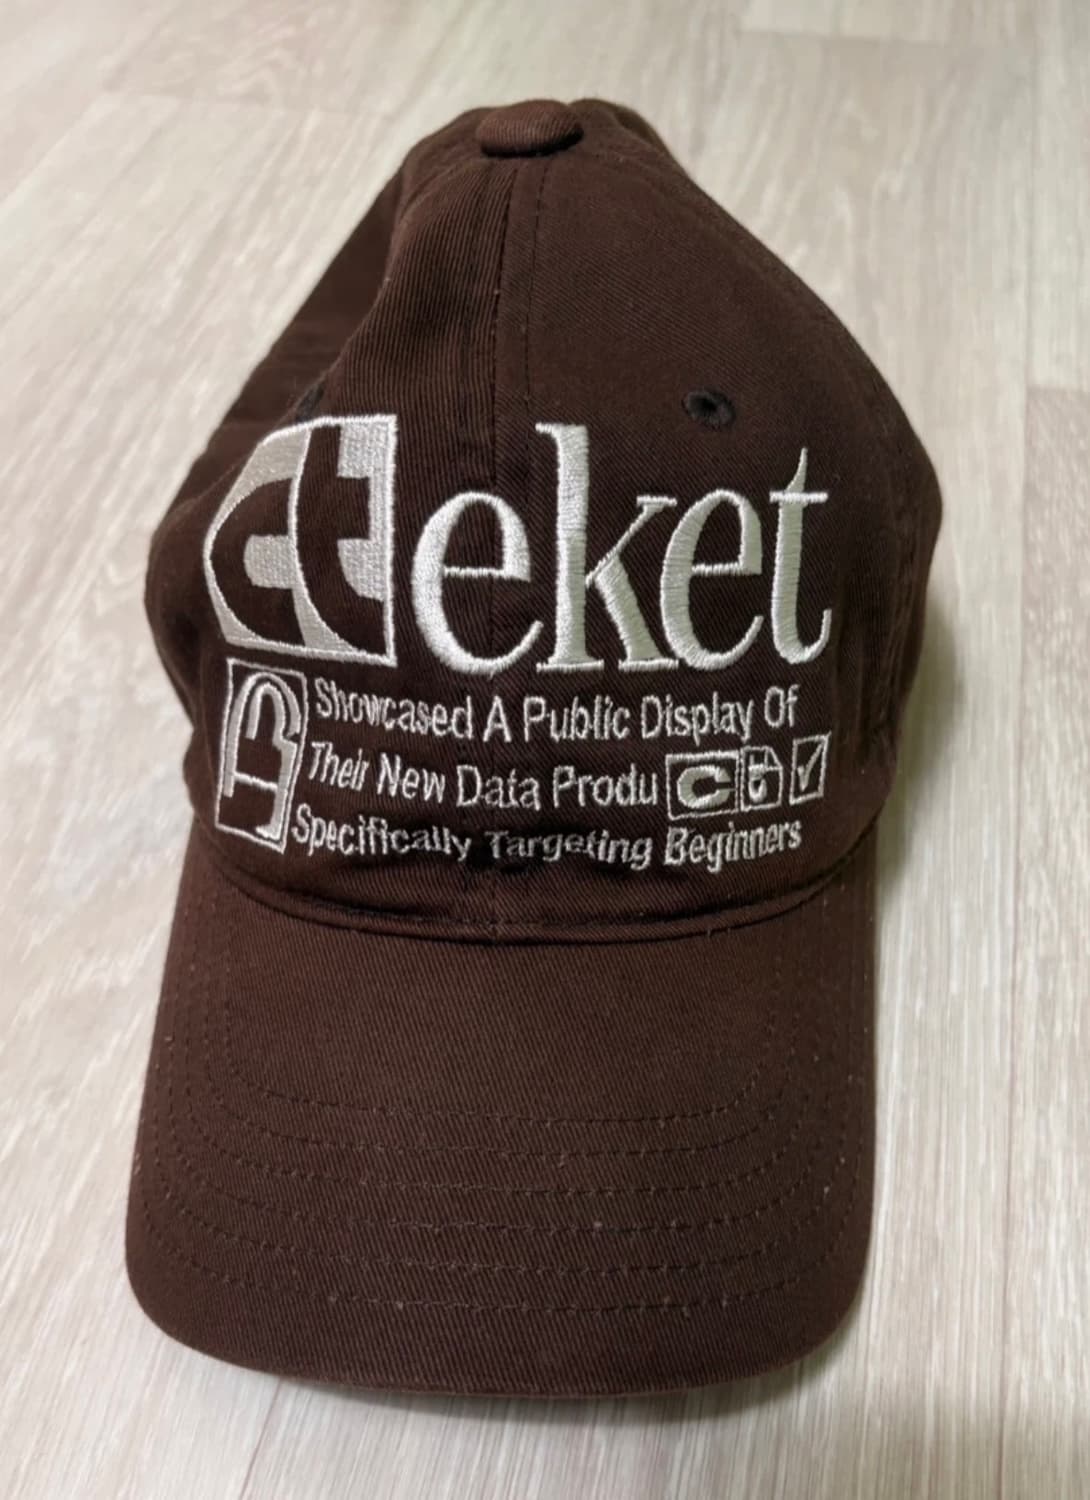 eket
Showcased A Public Display Of
Their New Data Produ C t ✓
Specifically Targeting Beginners